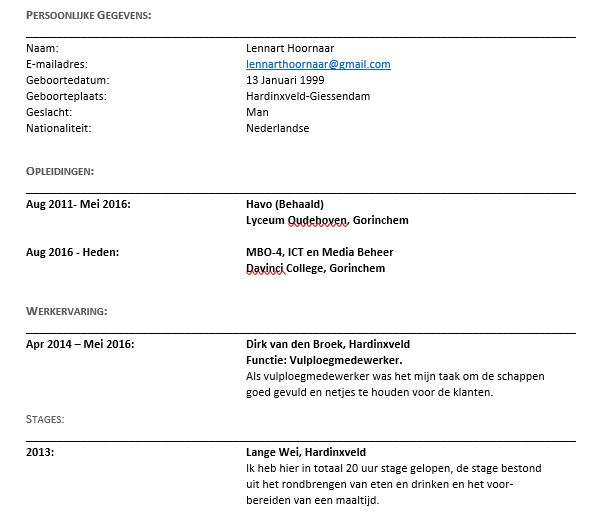 PERSOONLIJKE GEGEVENS:
Naam: Lennart Hoornaar
E-mailadres: lennarthoornaar@gmail.com
Geboortedatum: 13 Januari 1999
Geboorteplaats: Hardinxveld-Giessendam
Geslacht: Man
Nationaliteit: Nederlandse
OPLEIDINGEN:
Aug 2011- Mei 2016: Havo (Behaald)
Lyceum Oudehoven, Gorinchem
Aug 2016 - Heden: MBO-4, ICT en Media Beheer
Davinci College, Gorinchem
WERKERVARING:
Apr 2014 – Mei 2016: Dirk van den Broek, Hardinxveld
Functie: Vulploegmedewerker.
Als vulploegmedewerker was het mijn taak om de schappen
goed gevuld en netjes te houden voor de klanten.
STAGES:
2013: Lange Wei, Hardinxveld
Ik heb hier in totaal 20 uur stage gelopen, de stage bestond
uit het rondbrengen van eten en drinken en het voor-
bereiden van een maaltijd.